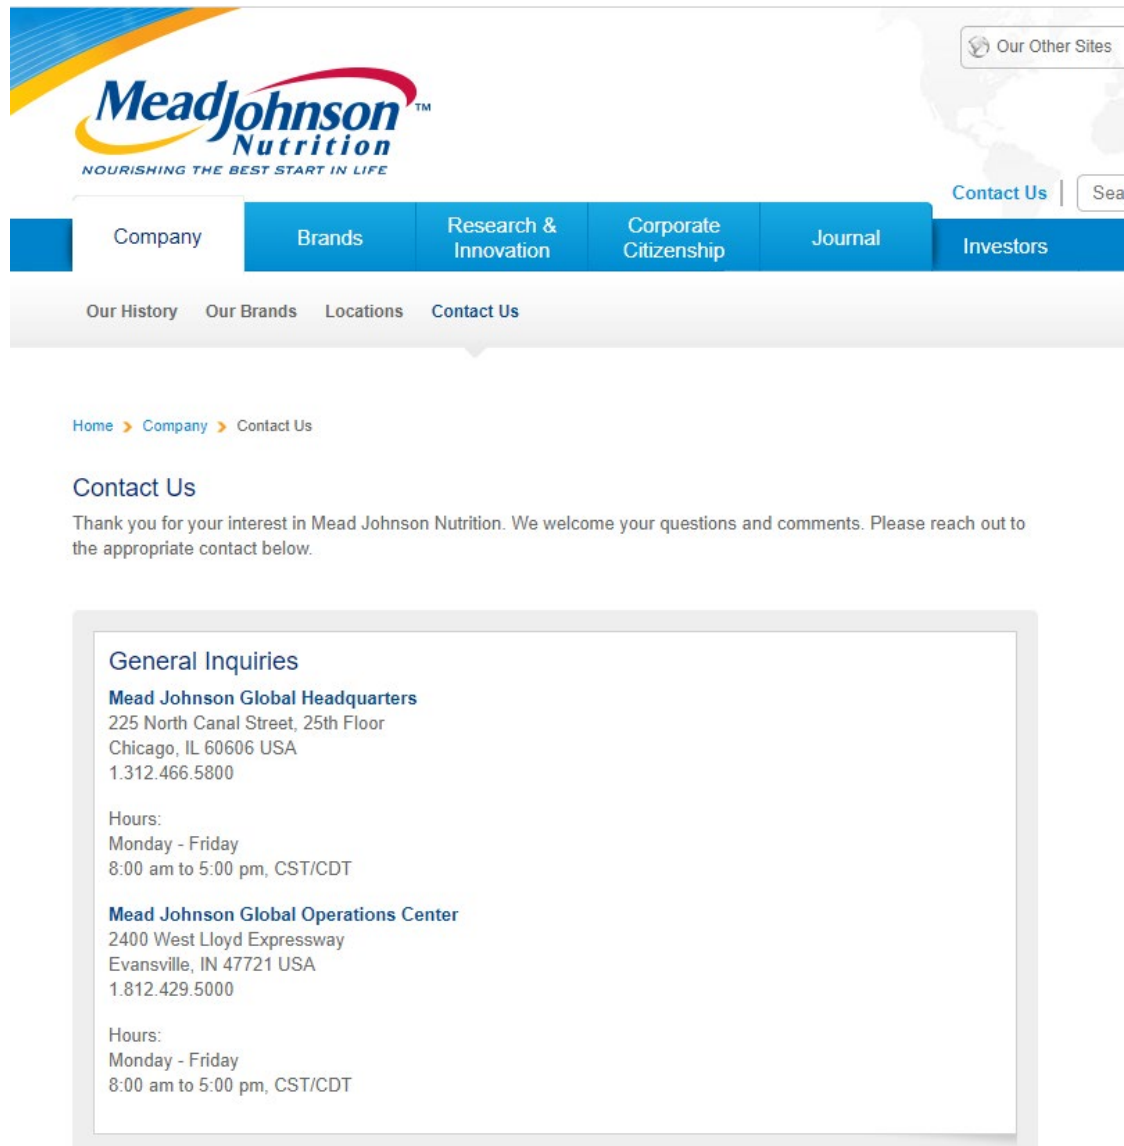 Our Other Sites
MeadJohnson™
Nutrition
NOURISHING THE BEST START IN LIFE
Contact Us
Company
Brands
Research &
Innovation
Corporate
Citizenship
Journal
Investors
Our History Our Brands Locations Contact Us
Home > Company > Contact Us
Contact Us
Thank you for your interest in Mead Johnson Nutrition. We welcome your questions and comments. Please reach out to
the appropriate contact below.
General Inquiries
Mead Johnson Global Headquarters
225 North Canal Street, 25th Floor
Chicago, IL 60606 USA
1.312.466.5800
Hours:
Monday - Friday
8:00 am to 5:00 pm, CST/CDT
Mead Johnson Global Operations Center
2400 West Lloyd Expressway
Evansville, IN 47721 USA
1.812.429.5000
Hours:
Monday - Friday
8:00 am to 5:00 pm, CST/CDT